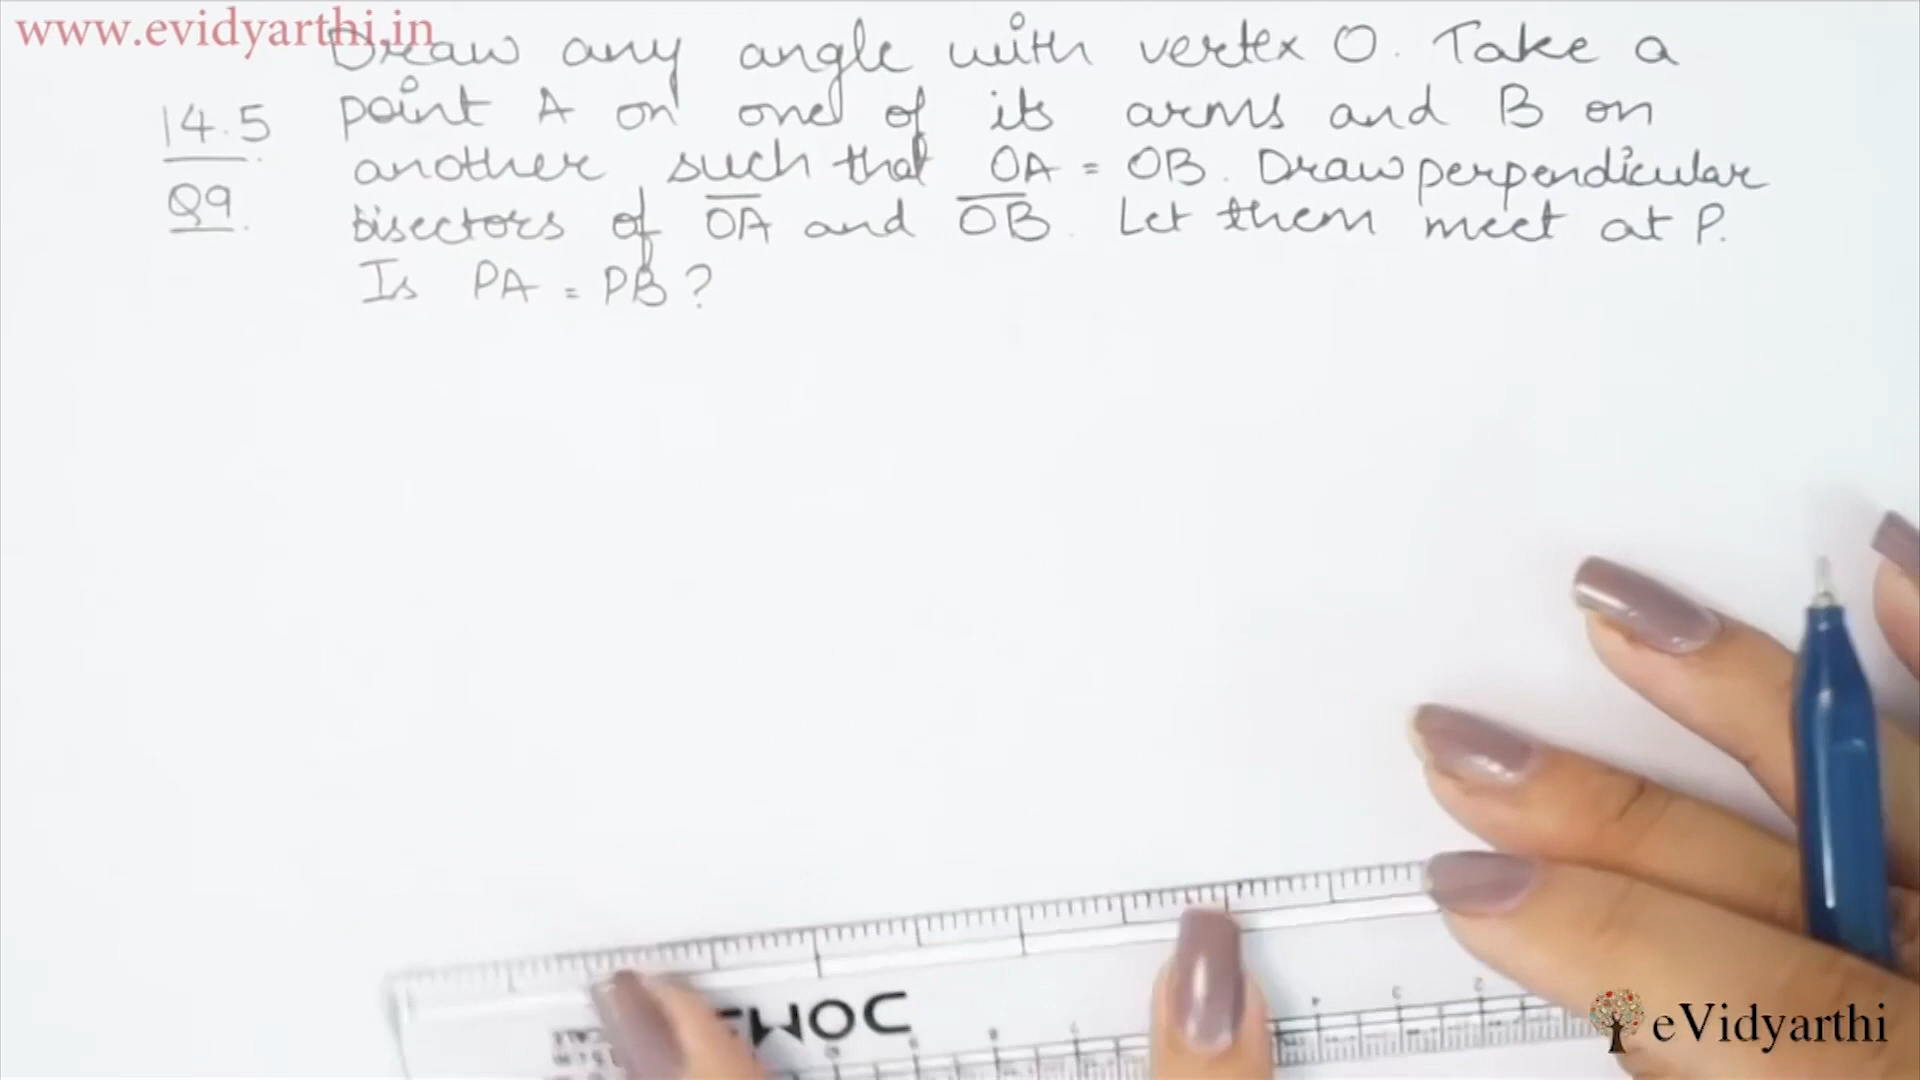 www.evidyarthi.in
Draw any angle with vertex O. Take a
14.5 point A on one of its arms and B on
another such that OA = OB. Draw perpendicular
Q9. bisectors of OA and OB. Let them meet at P.
Is PA = PB?
DOMS
eVidyarthi